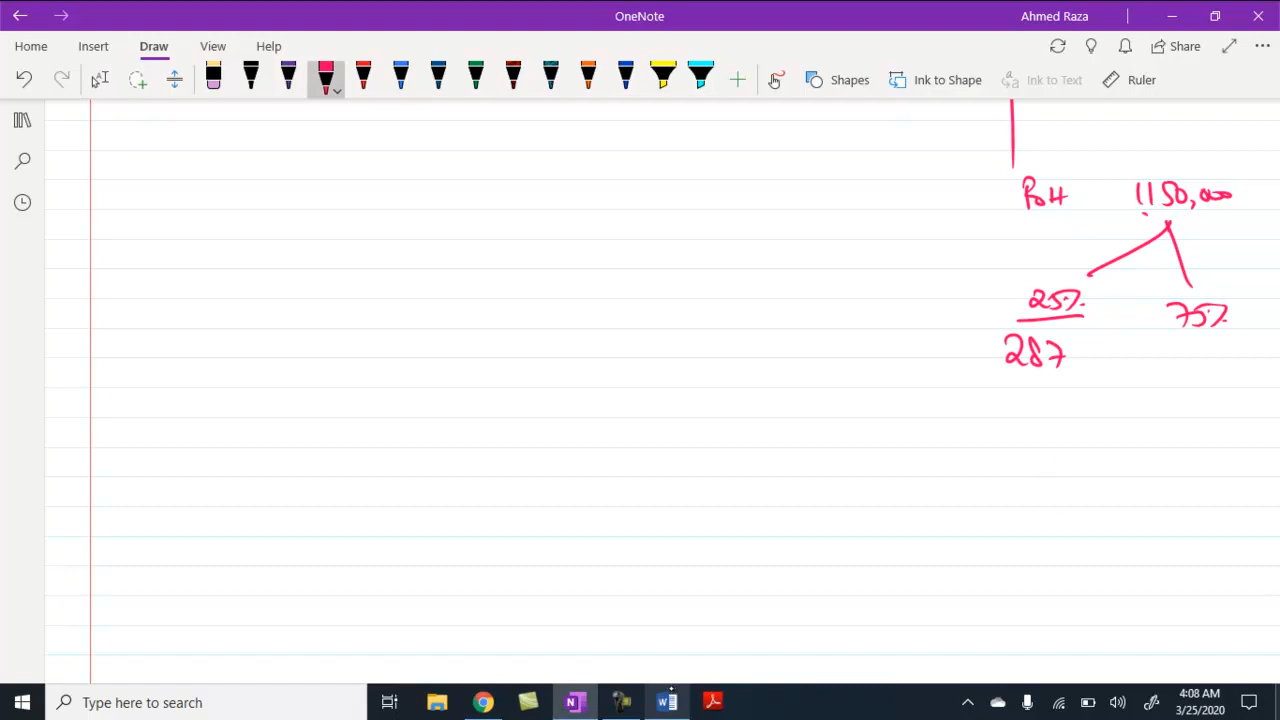 OneNote
Ahmed Raza
Home Insert Draw View Help
Share
Shapes
Ink to Shape
Ink to Text
Ruler
1150,000
25%
75%
287
Type here to search
4:08 AM
3/25/2020